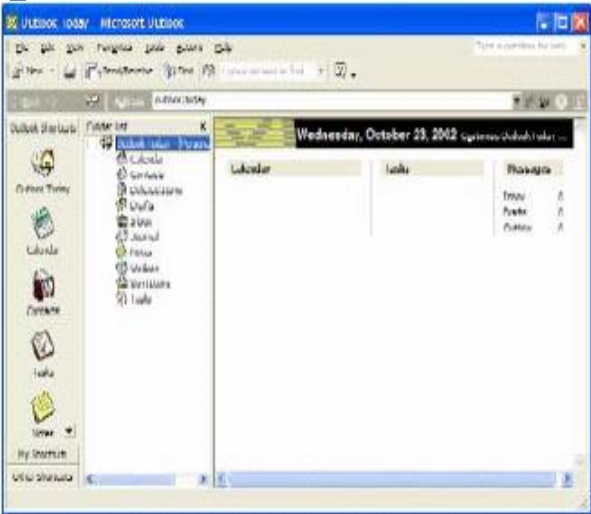 Outlook Today - Microsoft Outlook
File Edit View Favorites Tools Actions Help
Type a question for help
New Send/Receive Find
outlook:today
Outlook Shortcuts
Outlook Today
Calendar
Contacts
Tasks
Notes
My Shortcuts
Other Shortcuts
Folder List
Outlook Today
Calendar
Contacts
Deleted Items
Drafts
Inbox
Journal
Notes
Outbox
Sent Items
Tasks
Wednesday, October 23, 2002 Customize Outlook Today ...
Calendar
Tasks
Messages
Inbox
Drafts
Outbox